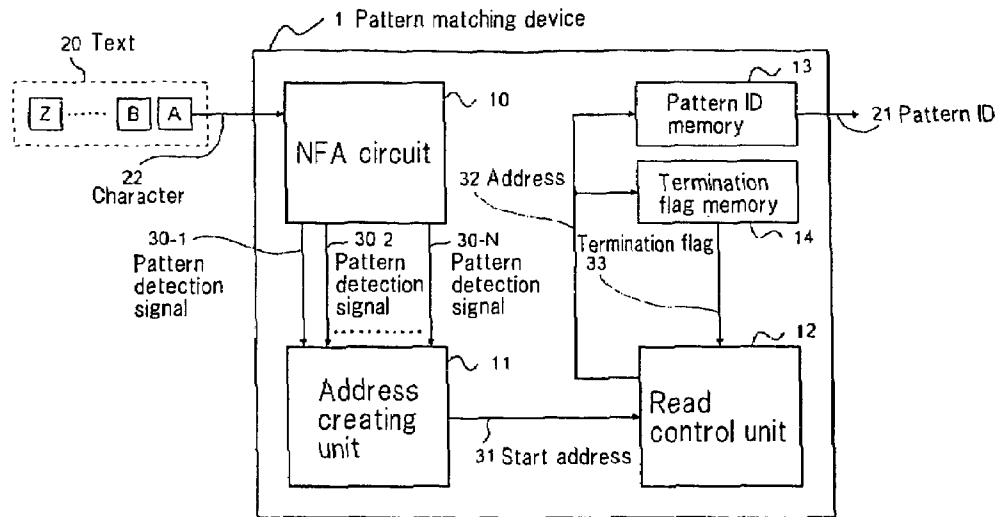 1 Pattern matching device
20 Text
Z ...... B A
22
Character
10
NFA circuit
13
Pattern ID
memory
21 Pattern ID
32 Address
Termination
flag memory
14
Termination flag
33
30-1
Pattern
detection
signal
30 2
Pattern
detection
signal
30-N
Pattern
detection
signal
..........
11
Address
creating
unit
31 Start address
12
Read
control unit